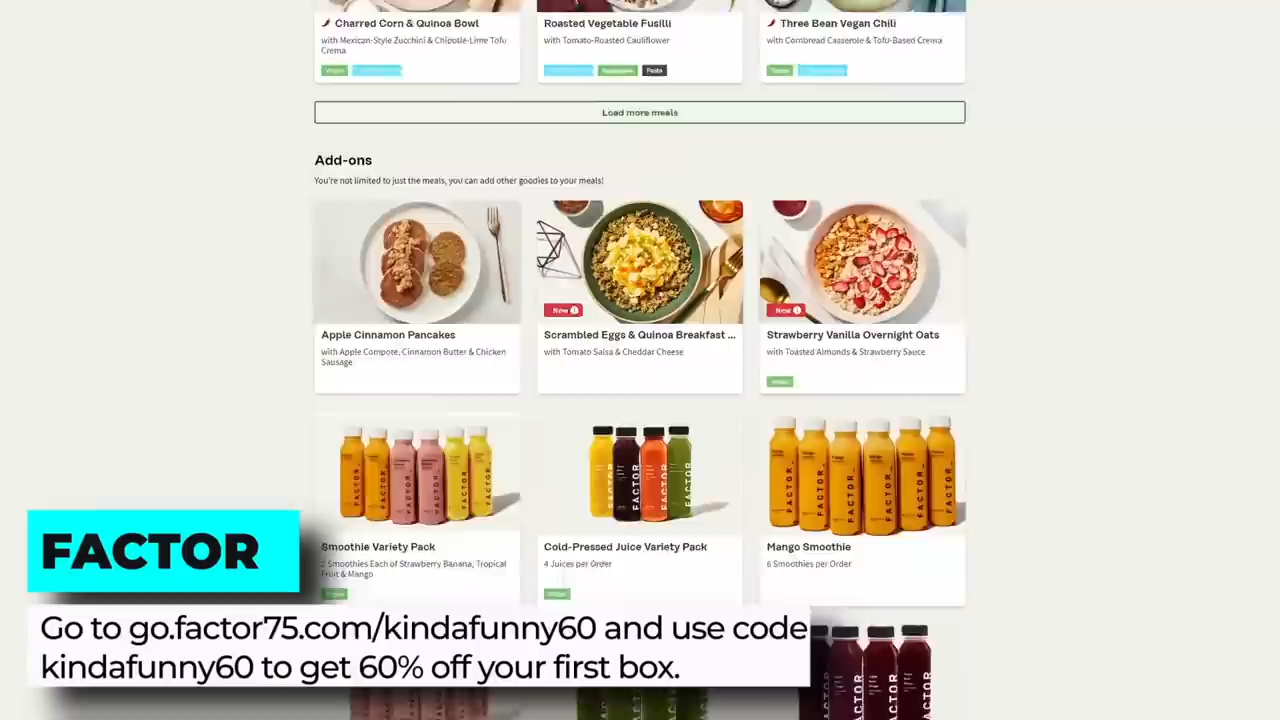 Charred Corn & Quinoa Bowl
with Mexican-Style Zucchini & Chipotle-Lime Tofu
Crema
Vegan
Roasted Vegetable Fusilli
with Tomato-Roasted Cauliflower
Pasta
Three Bean Vegan Chili
with Cornbread Casserole & Tofu-Based Crema
Vegan
Load more meals
Add-ons
You're not limited to just the meals, you can add other goodies to your meals!
Apple Cinnamon Pancakes
with Apple Compote, Cinnamon Butter & Chicken
Sausage
New
Scrambled Eggs & Quinoa Breakfast ...
with Tomato Salsa & Cheddar Cheese
New
Strawberry Vanilla Overnight Oats
with Toasted Almonds & Strawberry Sauce
Smoothie Variety Pack
Smoothies Each of Strawberry Banana, Tropical
Fruit & Mango
Cold-Pressed Juice Variety Pack
4 Juices per Order
Mango Smoothie
6 Smoothies per Order
FACTOR_
FACTOR
Go to go.factor75.com/kindafunny60 and use code
kindafunny60 to get 60% off your first box.